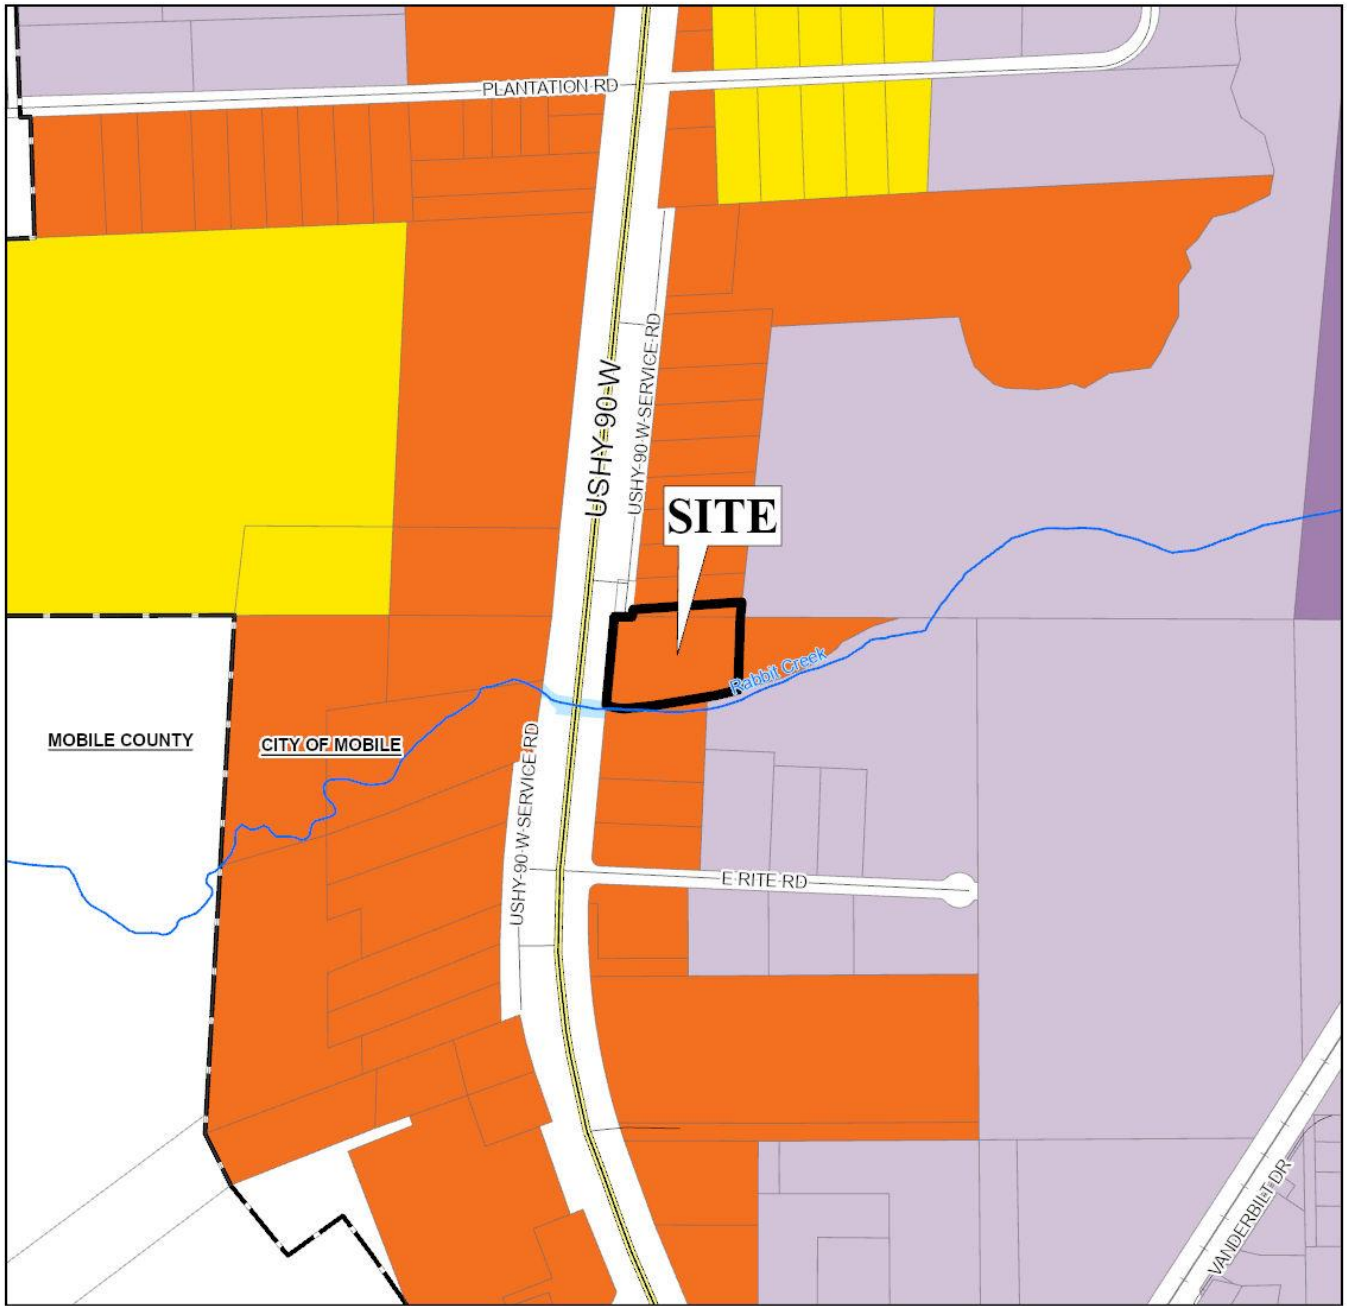 PLANTATION RD
USHY-90-W
USHY-90-W-SERVICE-RD
SITE
Rabbit Creek
MOBILE COUNTY
CITY OF MOBILE
USHY-90-W-SERVICE-RD
E-RITE-RD
VANDERBILT DR